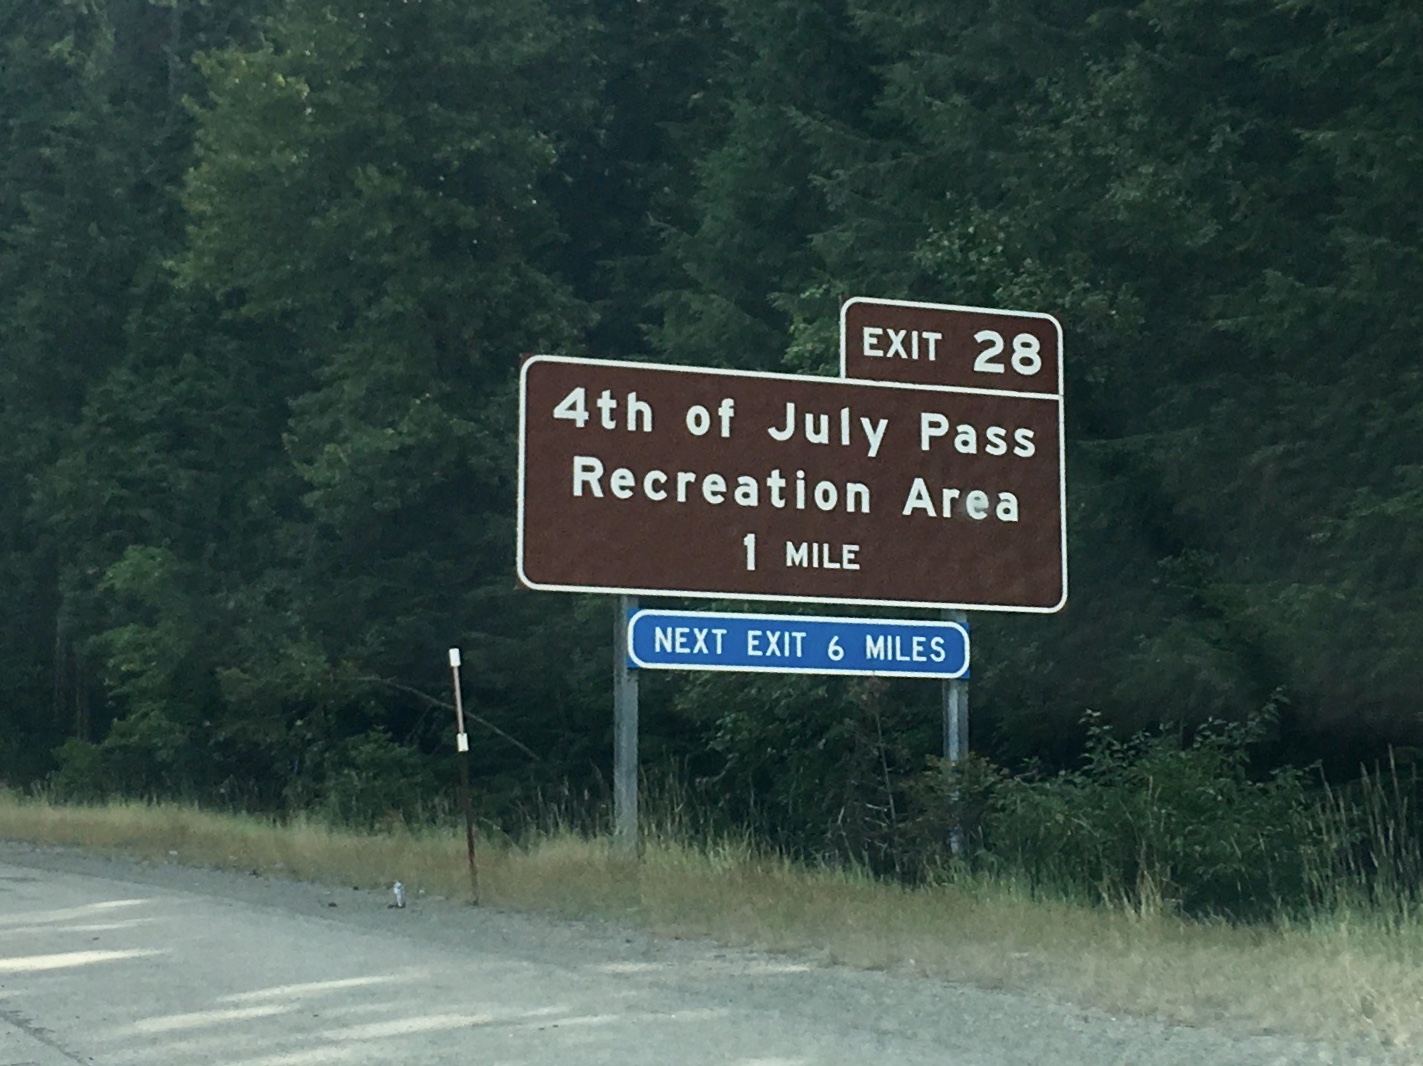 EXIT 28
4th of July Pass
Recreation Area
1 MILE
NEXT EXIT 6 MILES